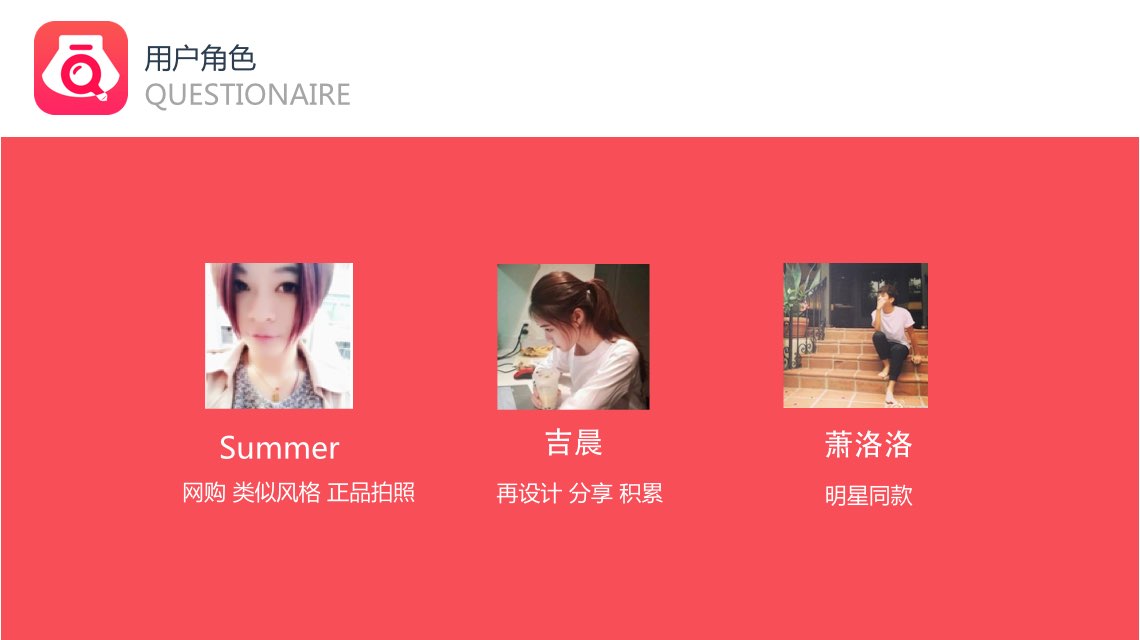 用户角色
QUESTIONAIRE
Summer
网购 类似风格 正品拍照
吉晨
再设计 分享 积累
萧洛洛
明星同款